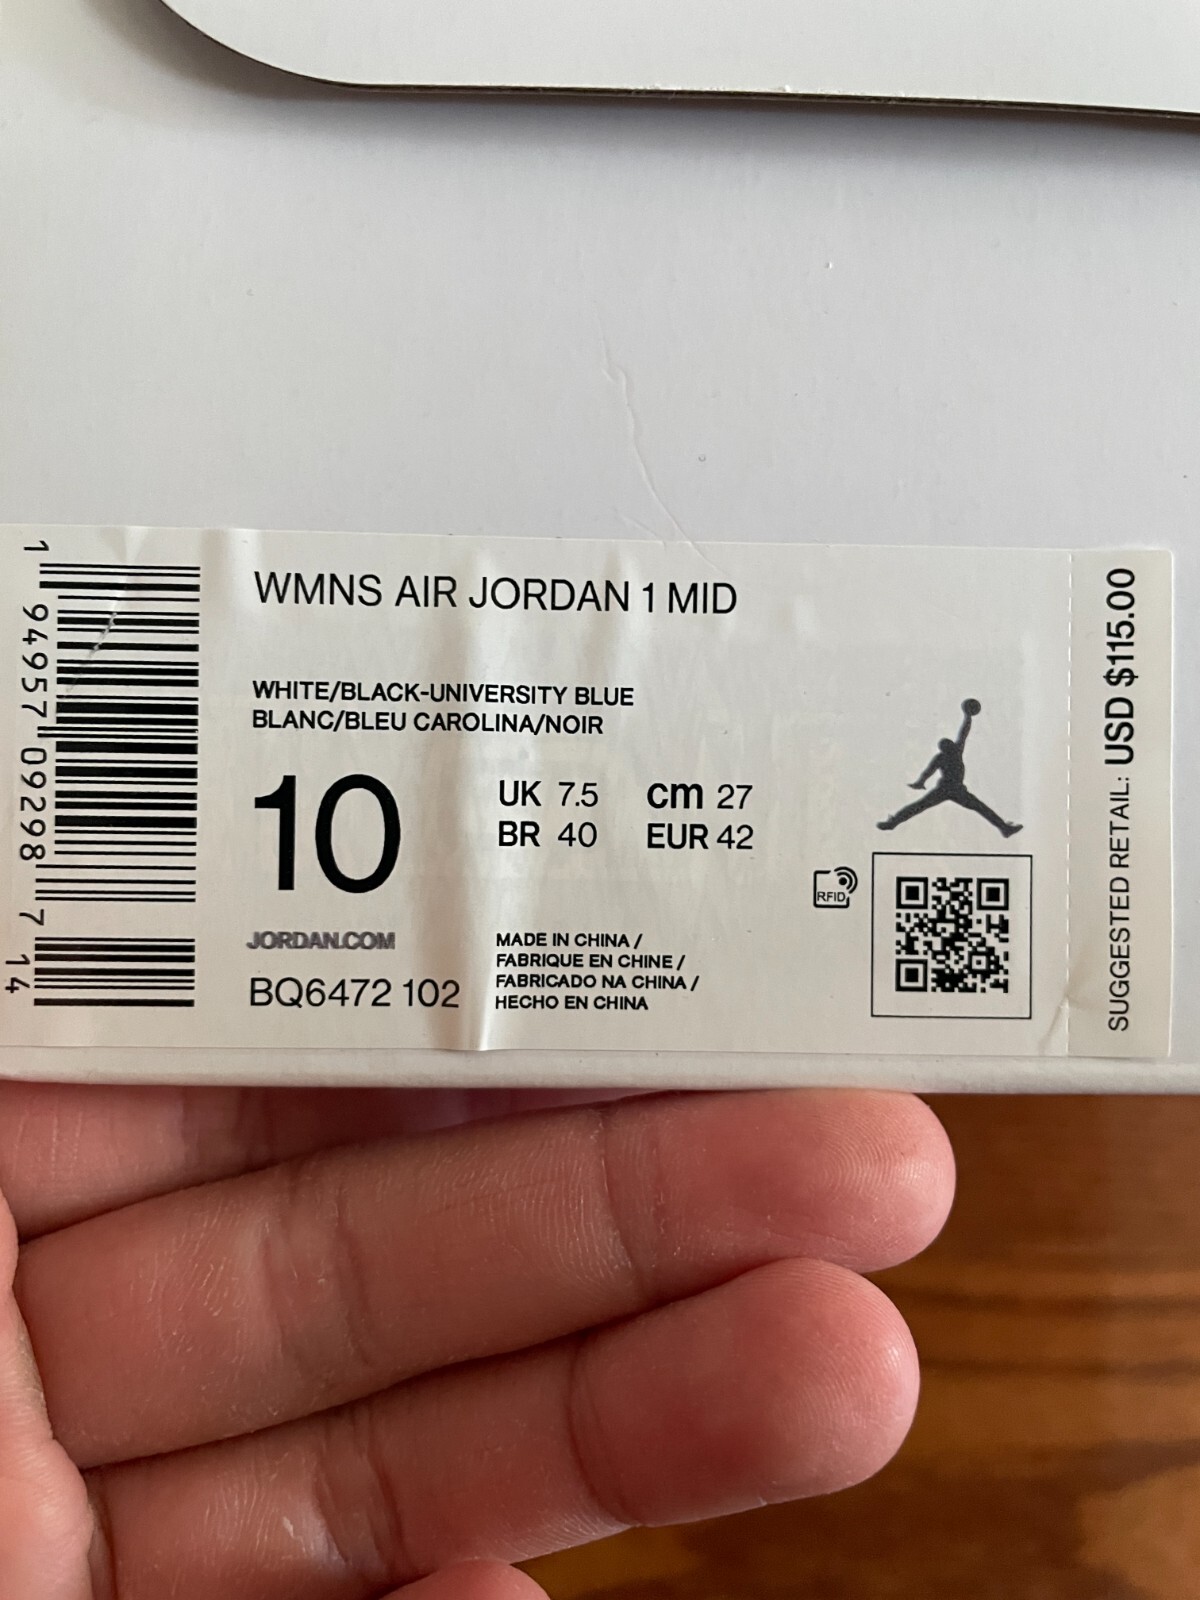 WMNS AIR JORDAN 1 MID
WHITE/BLACK-UNIVERSITY BLUE
BLANC/BLEU CAROLINA/NOIR
10
UK 7.5 cm 27
BR 40 EUR 42
JORDAN.COM
BQ6472 102
MADE IN CHINA /
FABRIQUE EN CHINE /
FABRICADO NA CHINA /
HECHO EN CHINA
RFID
SUGGESTED RETAIL: USD $115.00
1 94957 09298 7 14